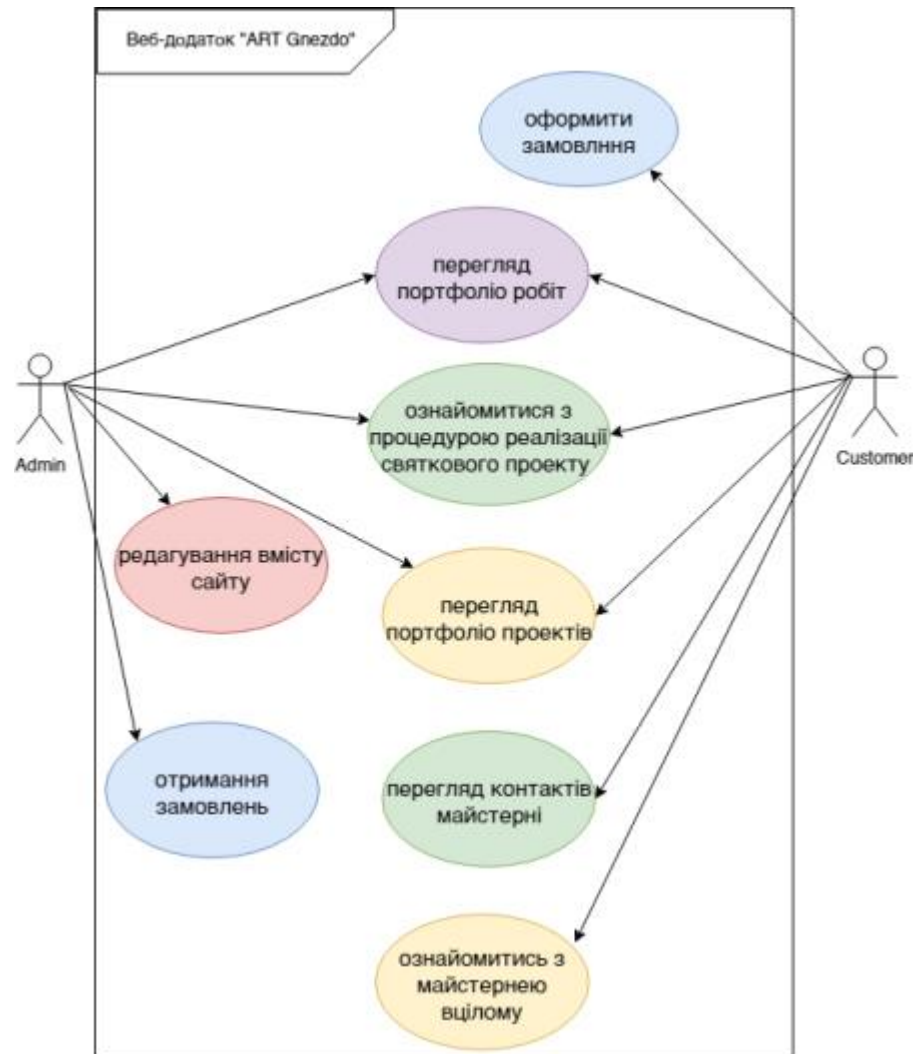 Веб-додаток "ART Gnezdo"
оформити
замовлння
перегляд
портфоліо робіт
ознайомитися з
процедурою реалізації
святкового проекту
Admin
Customer
редагування вмісту
сайту
перегляд
портфоліо проектів
отримання
замовлень
перегляд контактів
майстерні
ознайомитись з
майстернею
вцілому